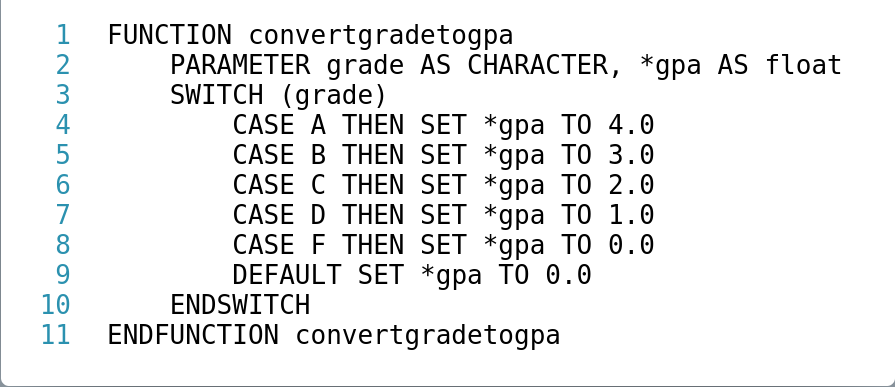 1 FUNCTION convertgradetogpa
2 PARAMETER grade AS CHARACTER, *gpa AS float
3 SWITCH (grade)
4 CASE A THEN SET *gpa TO 4.0
5 CASE B THEN SET *gpa TO 3.0
6 CASE C THEN SET *gpa TO 2.0
7 CASE D THEN SET *gpa TO 1.0
8 CASE F THEN SET *gpa TO 0.0
9 DEFAULT SET *gpa TO 0.0
10 ENDSWITCH
11 ENDFUNCTION convertgradetogpa